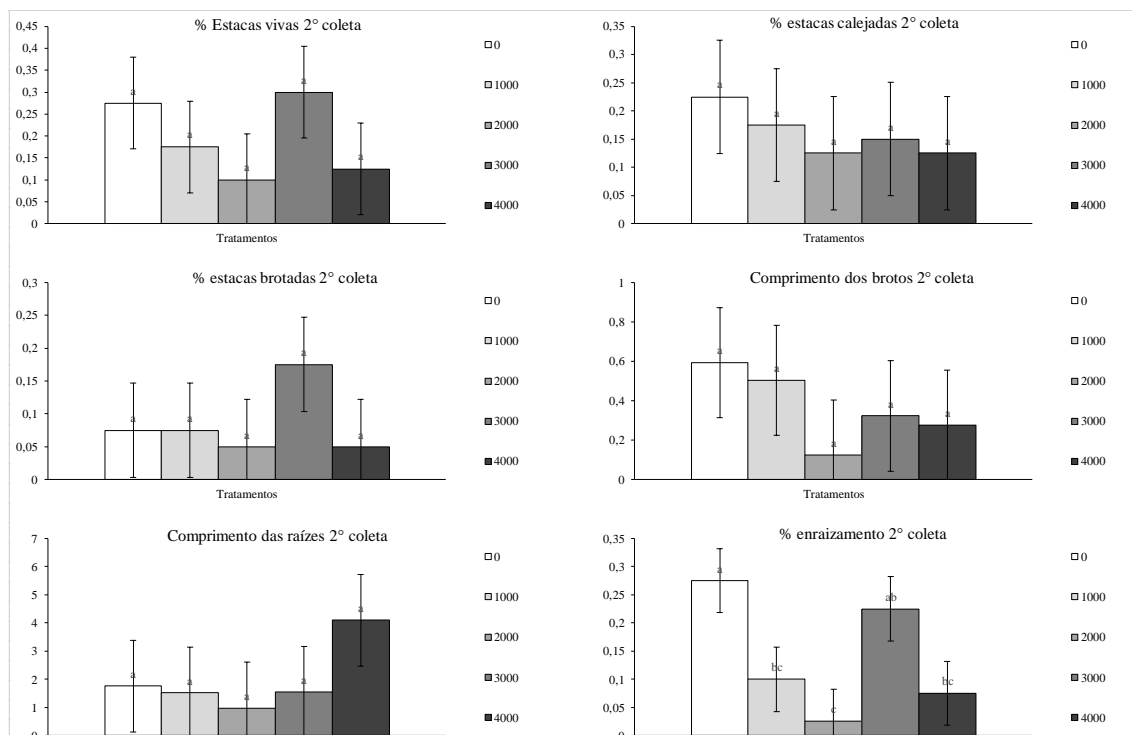 % Estacas vivas 2° coleta
0,45
0,4
0,35
0,3
0,25
0,2
0,15
0,1
0,05
0
a
a
a
a
a
Tratamentos
0
1000
2000
3000
4000
% estacas calejadas 2° coleta
0,35
0,3
0,25
0,2
0,15
0,1
0,05
0
a
a
a
a
a
Tratamentos
0
1000
2000
3000
4000
% estacas brotadas 2° coleta
0,3
0,25
0,2
0,15
0,1
0,05
0
a
a
a
a
a
Tratamentos
0
1000
2000
3000
4000
Comprimento dos brotos 2° coleta
1
0,8
0,6
0,4
0,2
0
a
a
a
a
a
Tratamentos
0
1000
2000
3000
4000
Comprimento das raízes 2° coleta
7
6
5
4
3
2
1
0
a
a
a
a
a
0
1000
2000
3000
4000
% enraizamento 2° coleta
0,35
0,3
0,25
0,2
0,15
0,1
0,05
0
a
bc
c
ab
bc
0
1000
2000
3000
4000